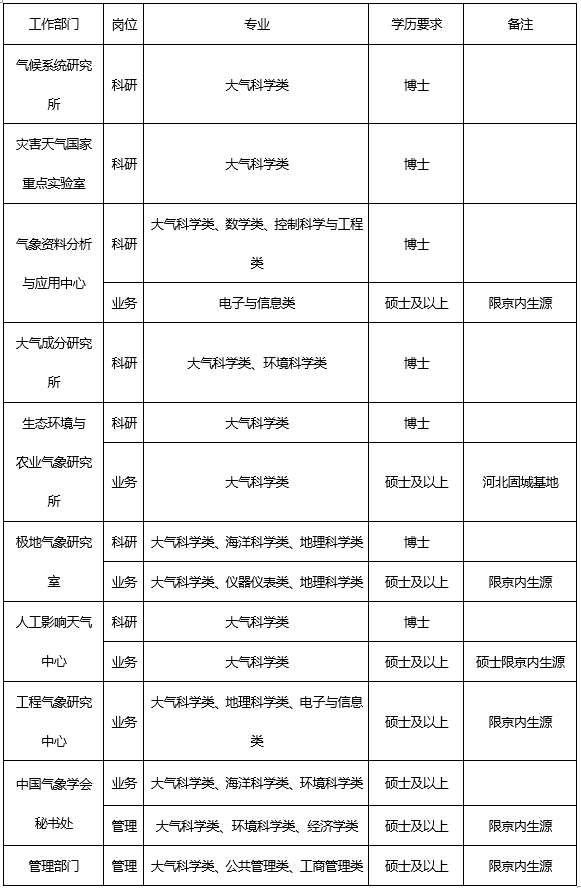 工作部门 岗位 专业 学历要求 备注
气候系统研究
所
科研 大气科学类 博士
灾害天气国家
重点实验室
科研 大气科学类 博士
气象资料分析
与应用中心
科研
大气科学类、数学类、控制科学与工程
类
博士
业务 电子与信息类 硕士及以上 限京内生源
大气成分研究
所
科研 大气科学类、环境科学类 博士
生态环境与
农业气象研究
所
科研 大气科学类 博士
业务 大气科学类 硕士及以上 河北固城基地
极地气象研究
室
科研 大气科学类、海洋科学类、地理科学类 博士
业务 大气科学类、仪器仪表类、地理科学类 硕士及以上 限京内生源
人工影响天气
中心
科研 大气科学类 博士
业务 大气科学类 硕士及以上 硕士限京内生源
工程气象研究
中心
业务
大气科学类、地理科学类、电子与信息
类
硕士及以上 限京内生源
中国气象学会
秘书处
业务 大气科学类、海洋科学类、环境科学类 硕士及以上
管理 大气科学类、环境科学类、经济学类 硕士及以上 限京内生源
管理部门 管理 大气科学类、公共管理类、工商管理类 硕士及以上 限京内生源